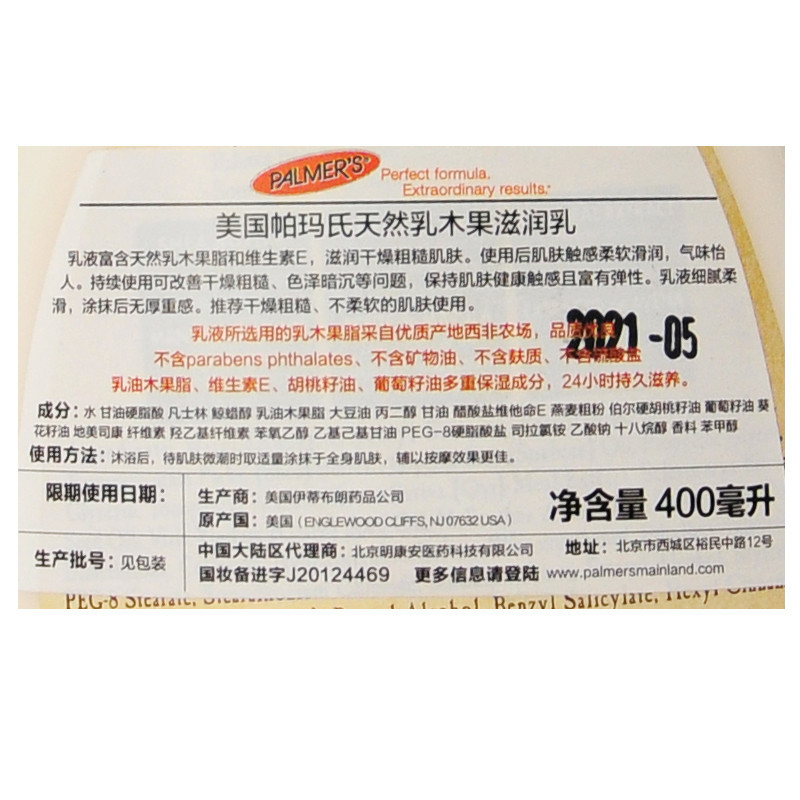 PALMER'S® Perfect formula.
Extraordinary results.™
美国帕玛氏天然乳木果滋润乳
乳液富含天然乳木果脂和维生素E，滋润干燥粗糙肌肤。使用后肌肤触感柔软滑润，气味怡
人。持续使用可改善干燥粗糙、色泽暗沉等问题，保持肌肤健康触感且富有弹性。乳液细腻柔
滑，涂抹后无厚重感。推荐干燥粗糙、不柔软的肌肤使用。
乳液所选用的乳木果脂采自优质产地西非农场，品质优良
2021-05
不含parabens phthalates、不含矿物油、不含麸质、不含硫酸盐
乳油木果脂、维生素E、胡桃籽油、葡萄籽油多重保湿成分，24小时持久滋养。
成分：水 甘油硬脂酸 凡士林 鲸蜡醇 乳油木果脂 大豆油 丙二醇 甘油 醋酸盐维他命E 燕麦粗粉 伯尔硬胡桃籽油 葡萄籽油 葵
花籽油 地美司康 纤维素 羟乙基纤维素 苯氧乙醇 乙基己基甘油 PEG-8硬脂酸盐 司拉氯铵 乙酸钠 十八烷醇 香料 苯甲醇
使用方法：沐浴后，待肌肤微潮时取适量涂抹于全身肌肤，辅以按摩效果更佳。
限期使用日期：
生产商：美国伊蒂布朗药品公司
原产国：美国（ENGLEWOOD CLIFFS, NJ 07632 USA）
净含量 400毫升
生产批号：见包装
中国大陆区代理商：北京明康安医药科技有限公司 地址：北京市西城区裕民中路12号
国妆备进字J20124469 更多信息请登陆 www.palmersmainland.com
PEG-8 Stearate, Alcohol, Benzyl Salicylate, Hexyl